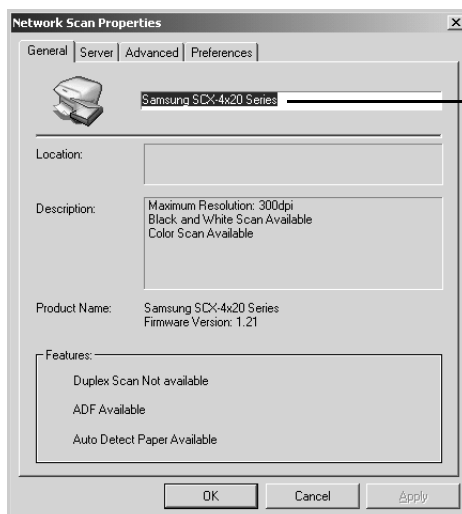 Network Scan Properties
General Server Advanced Preferences
Samsung SCX-4x20 Series
Location:
Description:
Maximum Resolution: 300dpi
Black and White Scan Available
Color Scan Available
Product Name:
Samsung SCX-4x20 Series
Firmware Version: 1.21
Features:
Duplex Scan Not available
ADF Available
Auto Detect Paper Available
OK Cancel Apply